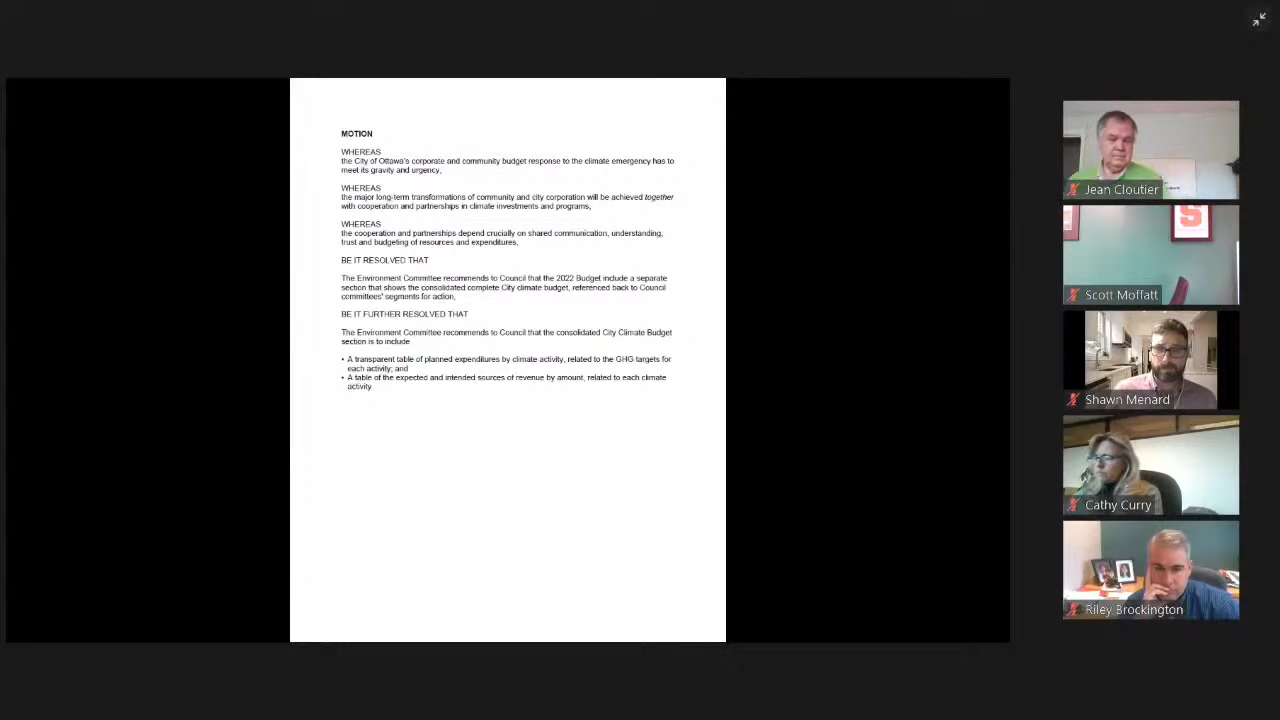 MOTION
WHEREAS
the City of Ottawa's corporate and community budget response to the climate emergency has to
meet its gravity and urgency,
WHEREAS
the major long-term transformations of community and city corporation will be achieved together
with cooperation and partnerships in climate investments and programs,
WHEREAS
the cooperation and partnerships depend crucially on shared communication, understanding,
trust and budgeting of resources and expenditures,
BE IT RESOLVED THAT
The Environment Committee recommends to Council that the 2022 Budget include a separate
section that shows the consolidated complete City climate budget, referenced back to Council
committees' segments for action,
BE IT FURTHER RESOLVED THAT
The Environment Committee recommends to Council that the consolidated City Climate Budget
section is to include
• A transparent table of planned expenditures by climate activity, related to the GHG targets for
each activity; and
• A table of the expected and intended sources of revenue by amount, related to each climate
activity.
Jean Cloutier
S
Scott Moffatt
Shawn Menard
Cathy Curry
Riley Brockington